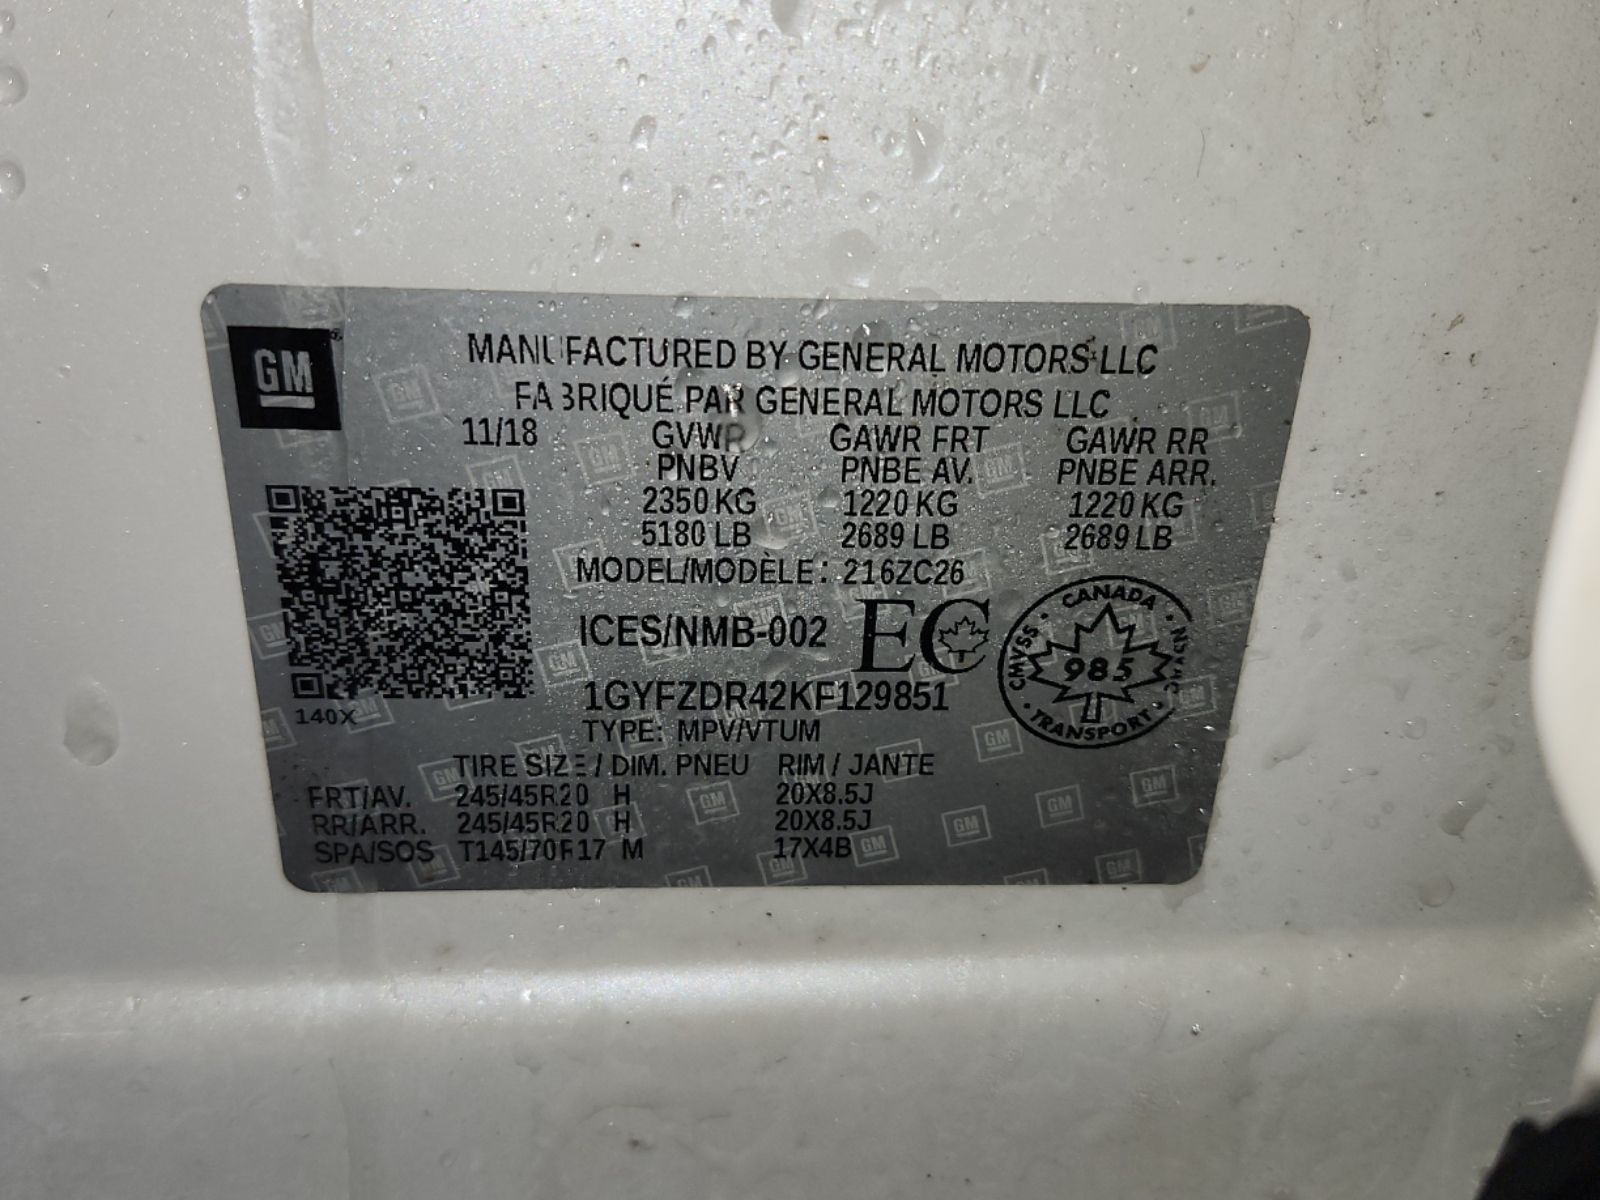 GM
MANUFACTURED BY GENERAL MOTORS LLC
FABRIQUÉ PAR GENERAL MOTORS LLC
11/18 GVWR GAWR FRT GAWR RR
PNBV PNBE AV. PNBE ARR.
2350 KG 1220 KG 1220 KG
5180 LB 2689 LB 2689 LB
MODEL/MODÈLE: 216ZC26
ICES/NMB-002 EC
CANADA
CMVSS NSVAC
985
TRANSPORT
1GYFZDR42KF129851
140X
TYPE: MPV/VTUM
TIRE SIZE / DIM. PNEU RIM / JANTE
FRT/AV. 245/45R20 H 20X8.5J
RR/ARR. 245/45R20 H 20X8.5J
SPA/SOS T145/70R17 M 17X4B